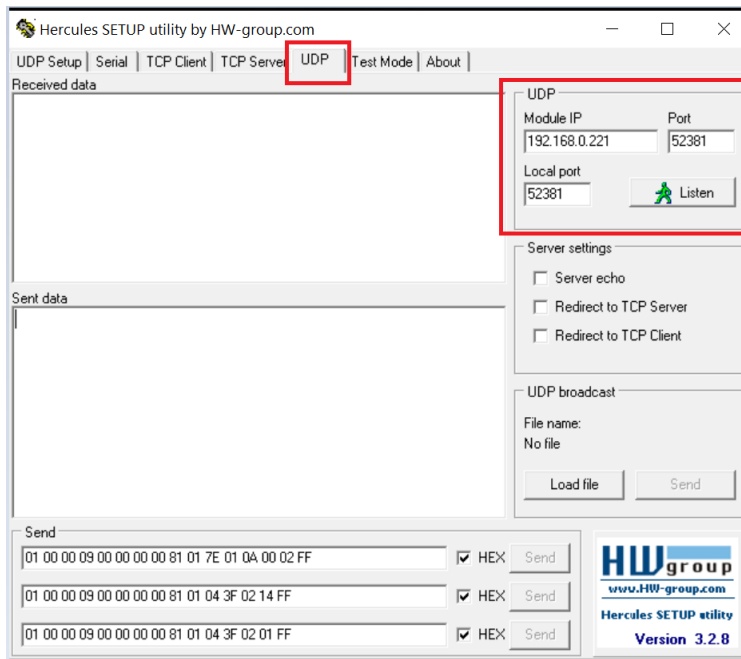 Hercules SETUP utility by HW-group.com
UDP Setup Serial TCP Client TCP Server UDP Test Mode About
Received data
UDP
Module IP Port
192.168.0.221 52381
Local port
52381 Listen
Server settings
Server echo
Redirect to TCP Server
Redirect to TCP Client
Sent data
UDP broadcast
File name:
No file
Load file Send
Send
01 00 00 09 00 00 00 00 81 01 7E 01 0A 00 02 FF HEX Send
01 00 00 09 00 00 00 00 81 01 04 3F 02 14 FF HEX Send
01 00 00 09 00 00 00 00 81 01 04 3F 02 01 FF HEX Send
HWgroup
www.HW-group.com
Hercules SETUP utility
Version 3.2.8